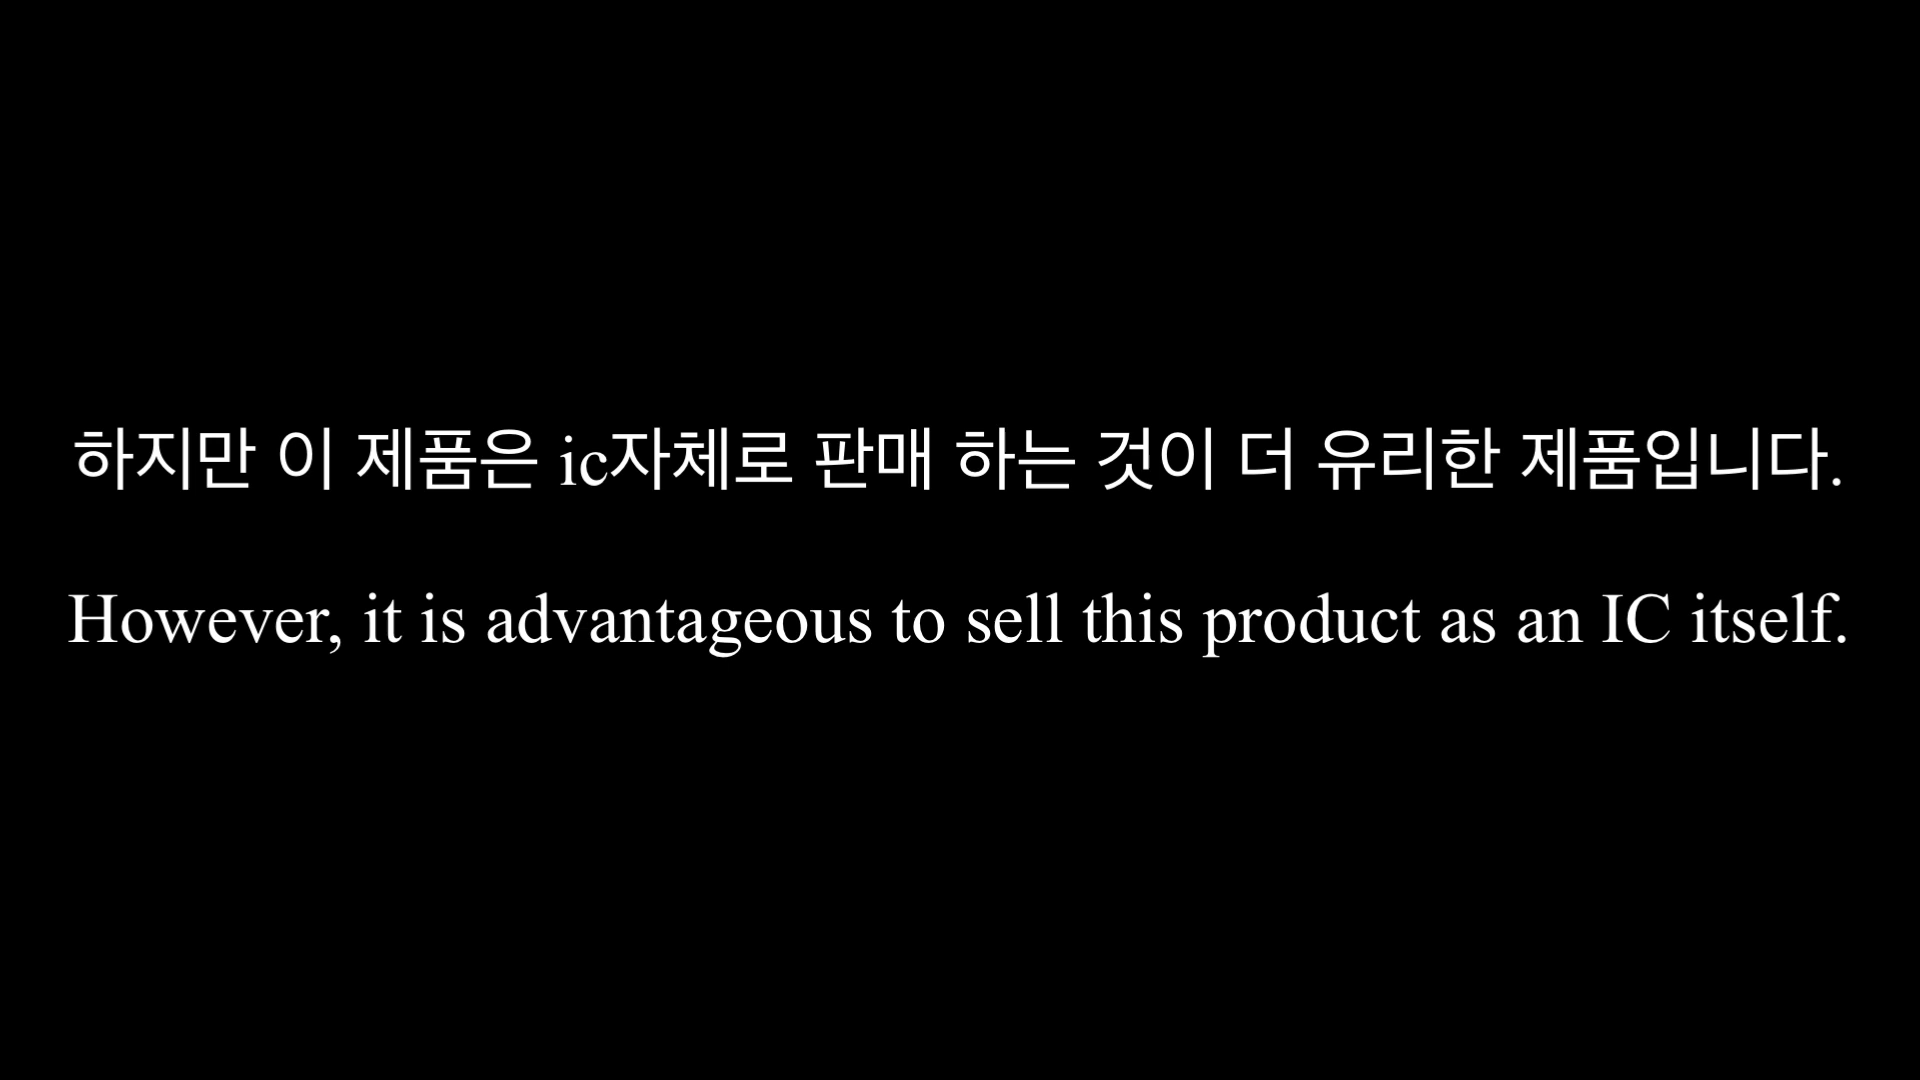 하지만 이 제품은 ic자체로 판매 하는 것이 더 유리한 제품입니다.
However, it is advantageous to sell this product as an IC itself.